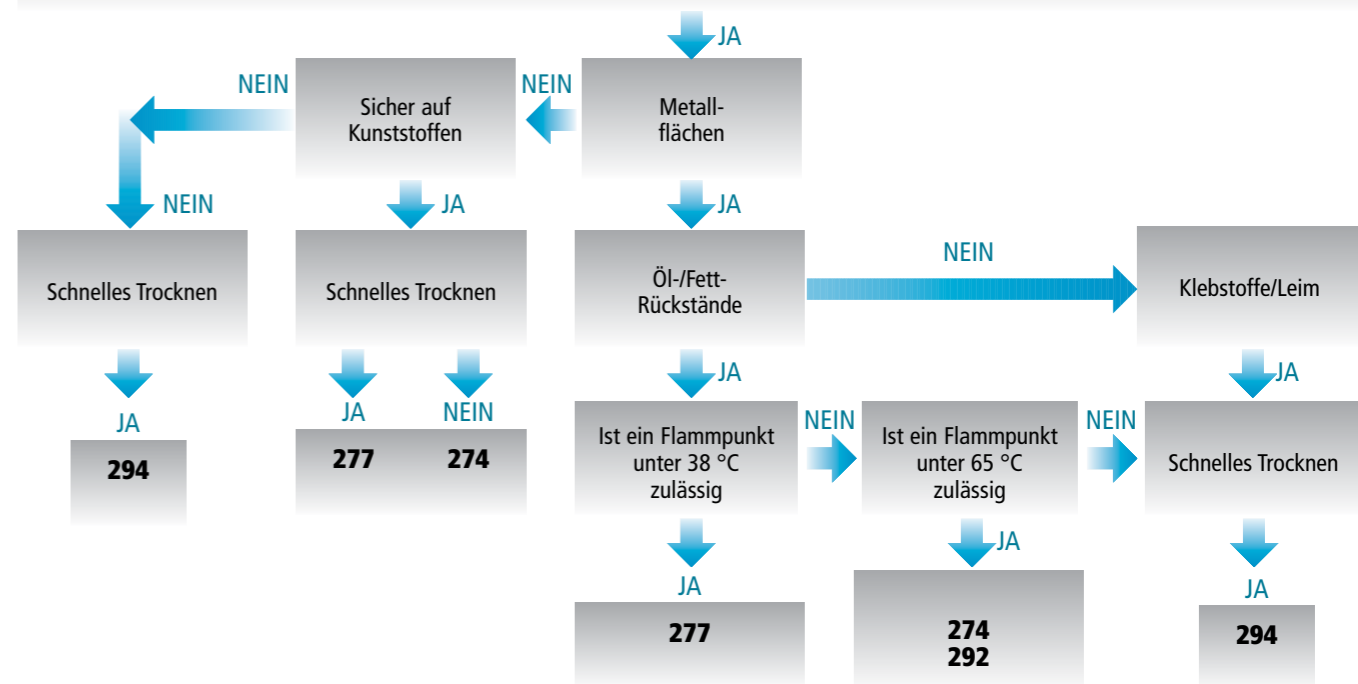 JA
NEIN
Sicher auf
Kunststoffen
NEIN
Metall-
flächen
NEIN
JA
JA
Schnelles Trocknen
Schnelles Trocknen
Öl-/Fett-
Rückstände
NEIN
Klebstoffe/Leim
JA
JA
NEIN
JA
JA
294
277
274
Ist ein Flammpunkt
unter 38 °C
zulässig
NEIN
Ist ein Flammpunkt
unter 65 °C
zulässig
NEIN
Schnelles Trocknen
JA
JA
JA
277
274
292
294